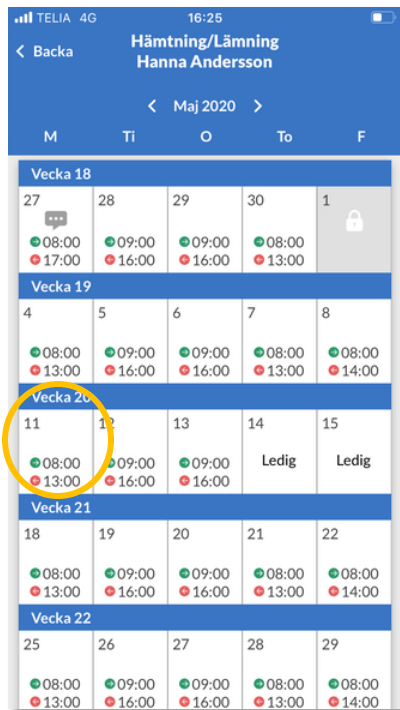 TELIA 4G 16:25
Backa Hämtning/Lämning
Hanna Andersson
Maj 2020
M Ti O To F
Vecka 18
27 28 29 30 1
08:00 09:00 09:00 08:00
17:00 16:00 16:00 13:00
Vecka 19
4 5 6 7 8
08:00 09:00 09:00 08:00 08:00
13:00 16:00 16:00 13:00 14:00
Vecka 20
11 12 13 14 15
Ledig Ledig
08:00 09:00 09:00
13:00 16:00 16:00
Vecka 21
18 19 20 21 22
08:00 09:00 09:00 08:00 08:00
13:00 16:00 16:00 13:00 14:00
Vecka 22
25 26 27 28 29
08:00 09:00 09:00 08:00 08:00
13:00 16:00 16:00 13:00 14:00